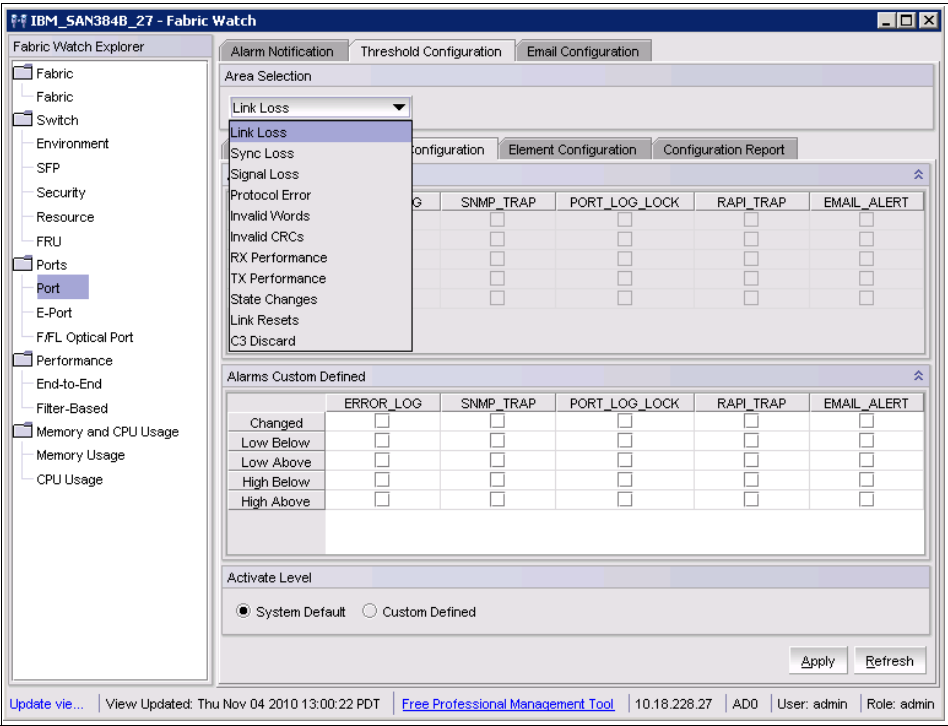 IBM_SAN384B_27 - Fabric Watch
Fabric Watch Explorer
Fabric
Fabric
Switch
Environment
SFP
Security
Resource
FRU
Ports
Port
E-Port
F/FL Optical Port
Performance
End-to-End
Filter-Based
Memory and CPU Usage
Memory Usage
CPU Usage
Alarm Notification Threshold Configuration Email Configuration
Area Selection
Link Loss
Link Loss
Sync Loss
Signal Loss
Protocol Error
Invalid Words
Invalid CRCs
RX Performance
TX Performance
State Changes
Link Resets
C3 Discard
onfiguration Element Configuration Configuration Report
G SNMP_TRAP PORT_LOG_LOCK RAPI_TRAP EMAIL_ALERT
Alarms Custom Defined
ERROR_LOG SNMP_TRAP PORT_LOG_LOCK RAPI_TRAP EMAIL_ALERT
Changed
Low Below
Low Above
High Below
High Above
Activate Level
System Default Custom Defined
Apply Refresh
Update vie... View Updated: Thu Nov 04 2010 13:00:22 PDT Free Professional Management Tool 10.18.228.27 AD0 User: admin Role: admin